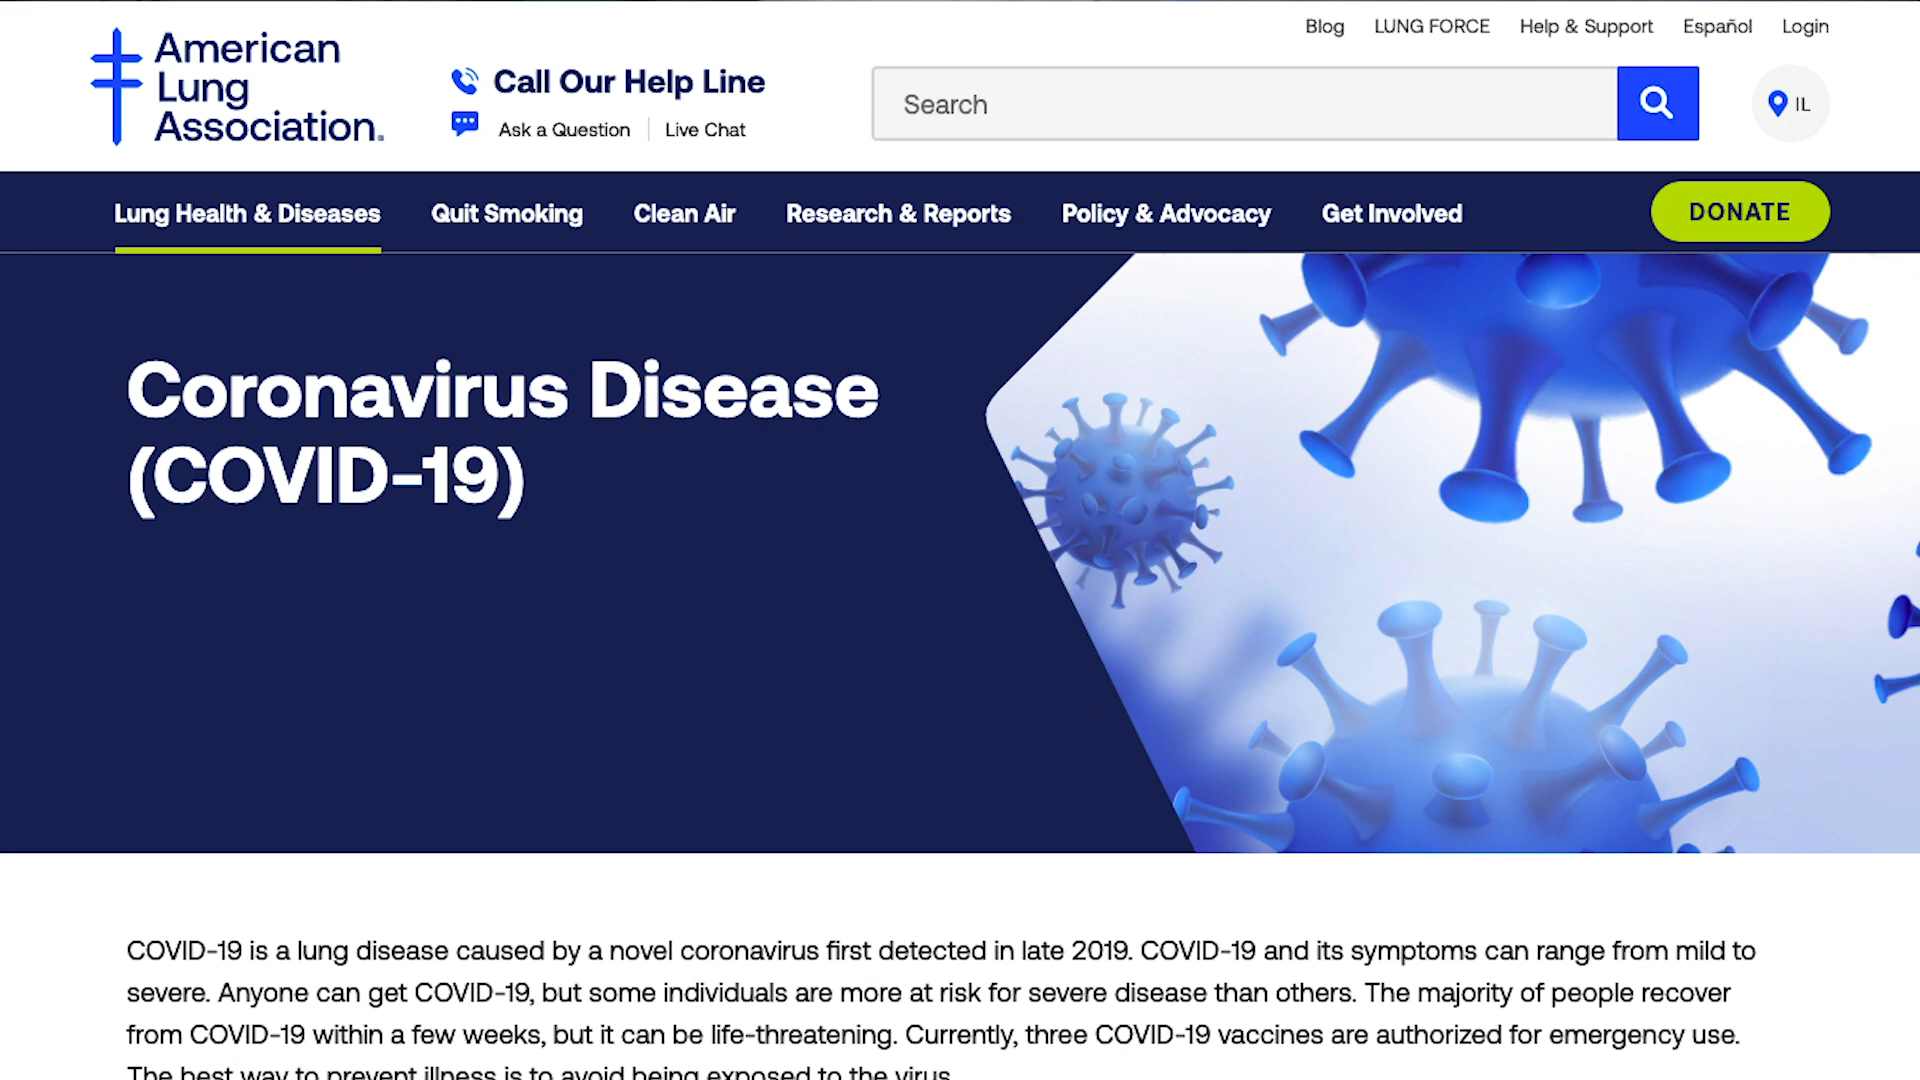 Blog LUNG FORCE Help & Support Español Login
American
Lung
Association.
Call Our Help Line
Ask a Question Live Chat
Search
IL
Lung Health & Diseases Quit Smoking Clean Air Research & Reports Policy & Advocacy Get Involved DONATE
Coronavirus Disease
(COVID-19)
COVID-19 is a lung disease caused by a novel coronavirus first detected in late 2019. COVID-19 and its symptoms can range from mild to
severe. Anyone can get COVID-19, but some individuals are more at risk for severe disease than others. The majority of people recover
from COVID-19 within a few weeks, but it can be life-threatening. Currently, three COVID-19 vaccines are authorized for emergency use.
The best way to prevent illness is to avoid being exposed to the virus.